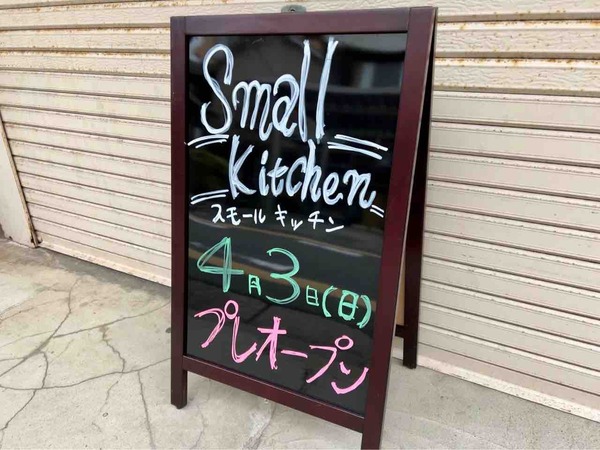 Small
Kitchen
スモールキッチン
4月3日(日)
プレオープン